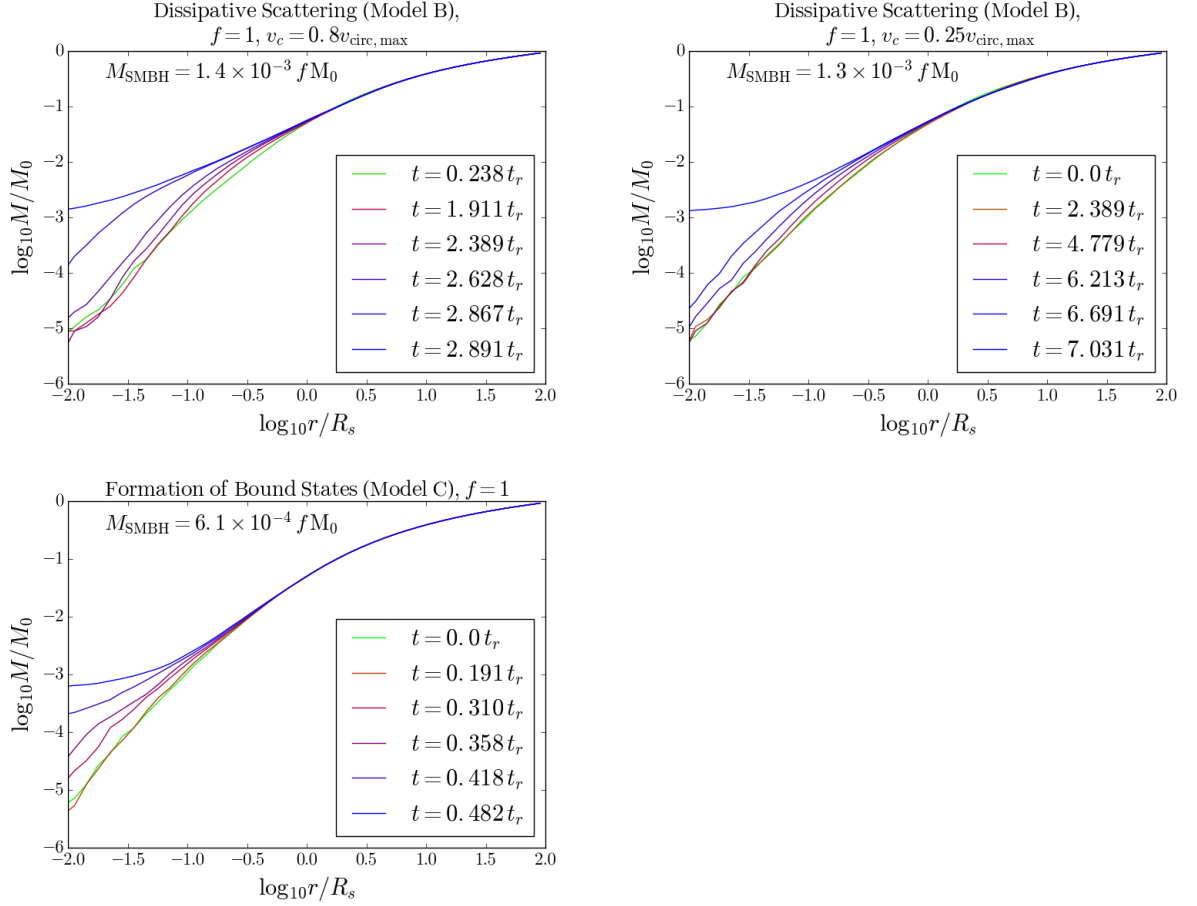 Dissipative Scattering (Model B),
f = 1, v_c = 0.8v_circ,max
M_SMBH = 1.4 × 10^−3 fM_0
log_10 M/M_0
0
−1
−2
−3
−4
−5
−6
t = 0.238 t_r
t = 1.911 t_r
t = 2.389 t_r
t = 2.628 t_r
t = 2.867 t_r
t = 2.891 t_r
−2.0 −1.5 −1.0 −0.5 0.0 0.5 1.0 1.5 2.0
log_10 r/R_s
Dissipative Scattering (Model B),
f = 1, v_c = 0.25v_circ,max
M_SMBH = 1.3 × 10^−3 fM_0
log_10 M/M_0
0
−1
−2
−3
−4
−5
−6
t = 0.0 t_r
t = 2.389 t_r
t = 4.779 t_r
t = 6.213 t_r
t = 6.691 t_r
t = 7.031 t_r
−2.0 −1.5 −1.0 −0.5 0.0 0.5 1.0 1.5 2.0
log_10 r/R_s
Formation of Bound States (Model C), f = 1
M_SMBH = 6.1 × 10^−4 fM_0
log_10 M/M_0
0
−1
−2
−3
−4
−5
−6
t = 0.0 t_r
t = 0.191 t_r
t = 0.310 t_r
t = 0.358 t_r
t = 0.418 t_r
t = 0.482 t_r
−2.0 −1.5 −1.0 −0.5 0.0 0.5 1.0 1.5 2.0
log_10 r/R_s